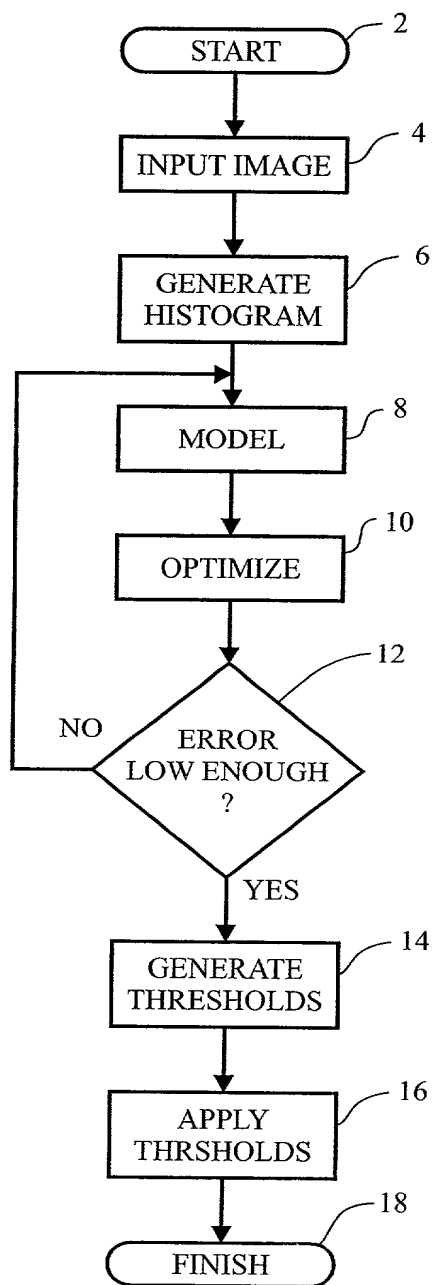 2
START
4
INPUT IMAGE
6
GENERATE
HISTOGRAM
8
MODEL
10
OPTIMIZE
12
NO
ERROR
LOW ENOUGH
?
YES
14
GENERATE
THRESHOLDS
16
APPLY
THRSHOLDS
18
FINISH